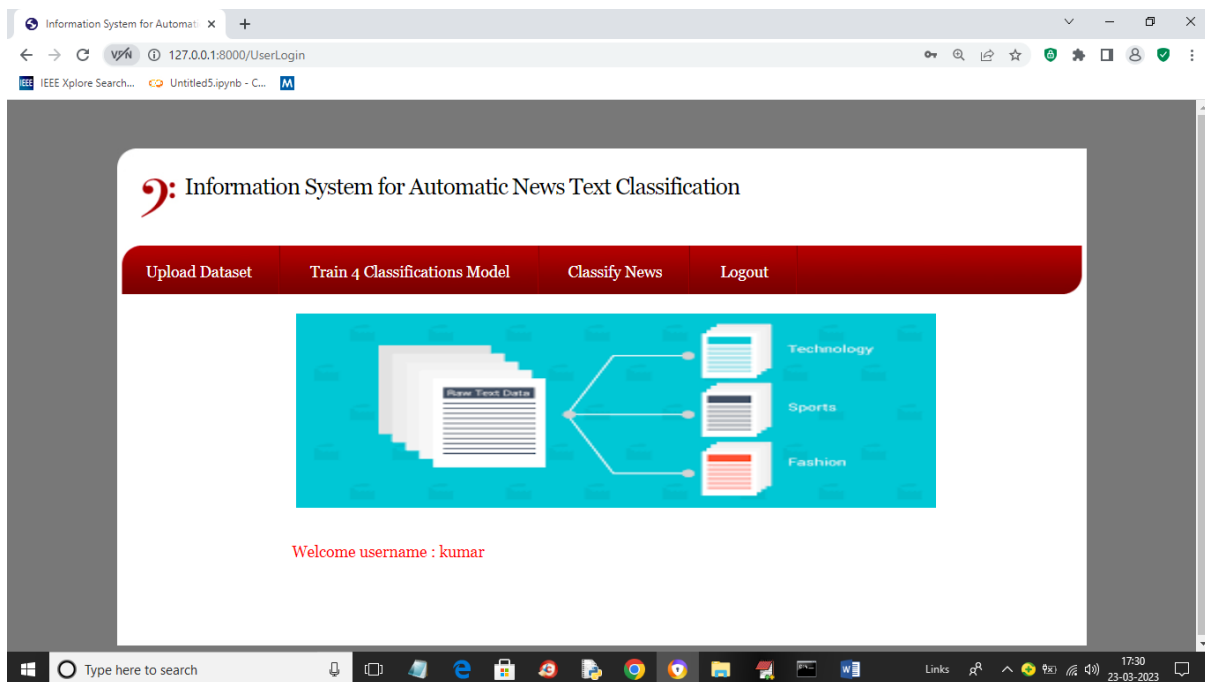 Information System for Automati
VPN 127.0.0.1:8000/UserLogin
IEEE IEEE Xplore Search... Untitled5.ipynb - C... M
Information System for Automatic News Text Classification
Upload Dataset Train 4 Classifications Model Classify News Logout
Raw Text Data
Technology
Sports
Fashion
Welcome username : kumar
Type here to search
Links
17:30
23-03-2023